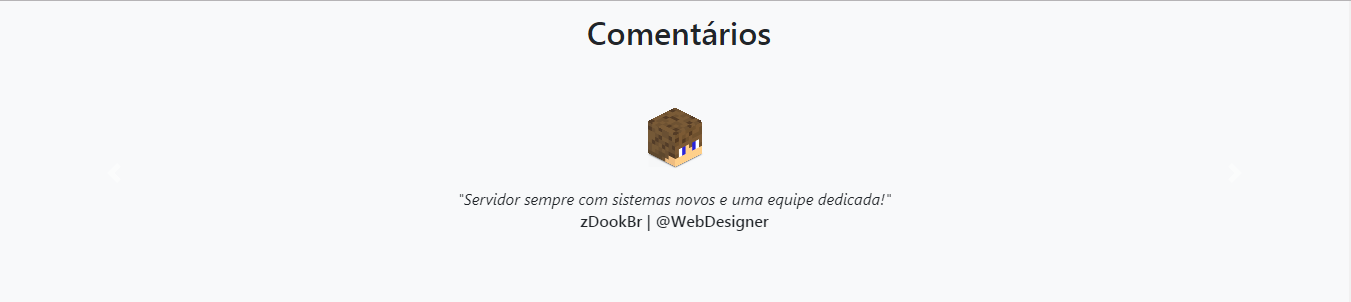 Comentários
"Servidor sempre com sistemas novos e uma equipe dedicada!"
zDookBr | @WebDesigner